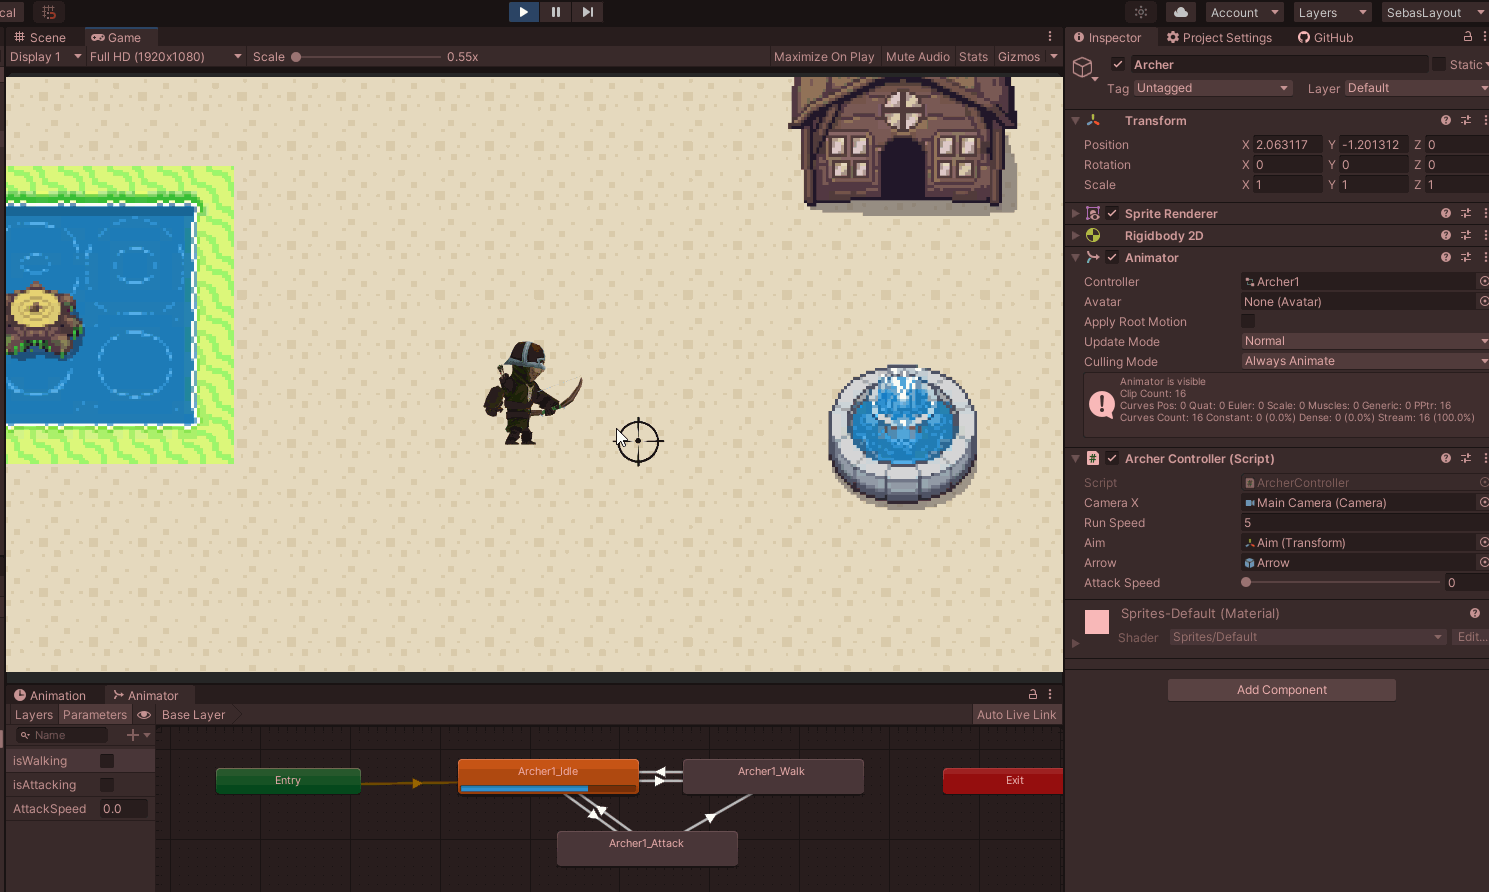 cal
Account
Layers
SebasLayout
Scene
Game
Display 1
Full HD (1920x1080)
Scale
0.55x
Maximize On Play
Mute Audio
Stats
Gizmos
Inspector
Project Settings
GitHub
Archer
Static
Tag
Untagged
Layer
Default
Transform
Position X 2.063117 Y -1.201312 Z 0
Rotation X 0 Y 0 Z 0
Scale X 1 Y 1 Z 1
Sprite Renderer
Rigidbody 2D
Animator
Controller Archer1
Avatar None (Avatar)
Apply Root Motion
Update Mode Normal
Culling Mode Always Animate
Animator is visible
Clip Count: 16
Curves Pos: 0 Quat: 0 Euler: 0 Scale: 0 Muscles: 0 Generic: 0 PPtr: 16
Curves Count: 16 Constant: 0 (0.0%) Dense: 0 (0.0%) Stream: 16 (100.0%)
Archer Controller (Script)
Script ArcherController
Camera X Main Camera (Camera)
Run Speed 5
Aim Aim (Transform)
Arrow Arrow
Attack Speed 0
Sprites-Default (Material)
Shader Sprites/Default Edit...
Add Component
Animation
Animator
Layers
Parameters
Base Layer
Auto Live Link
Name
isWalking
isAttacking
AttackSpeed 0.0
Entry
Archer1_Idle
Archer1_Walk
Exit
Archer1_Attack